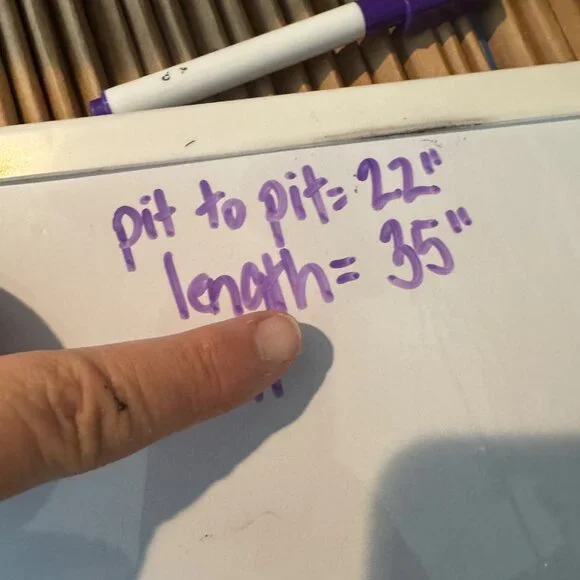 pit to pit = 22"
length = 35"